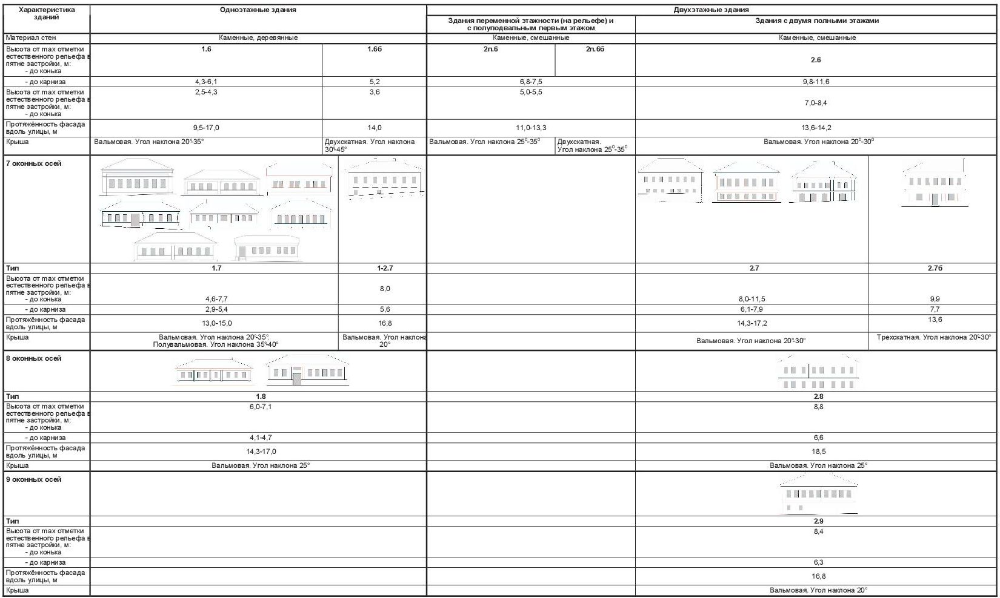 Характеристика
зданий
Одноэтажные здания
Двухэтажные здания
Здания переменной этажности (на рельефе) и
с полуподвальным первым этажом
Здания с двумя полными этажами
Материал стен
Каменные, деревянные
Каменные, смешанные
Каменные, смешанные
Высота от max отметки
естественного рельефа в
пятне застройки, м:
- до конька
1.6
1.6б
2п.6
2п.6б
2.6
- до карниза
4,3-6,1
5,2
6,8-7,5
9,8-11,6
Высота от max отметки
естественного рельефа в
пятне застройки, м:
- до конька
2,5-4,3
3,6
5,0-5,5
7,0-8,4
Протяжённость фасада
вдоль улицы, м
9,5-17,0
14,0
11,0-13,3
13,6-14,2
Крыша
Вальмовая. Угол наклона 20°-35°
Двухскатная. Угол наклона
30°-45°
Вальмовая. Угол наклона 25⁰-35⁰
Двухскатная.
Угол наклона 25⁰-35⁰
Вальмовая. Угол наклона 20⁰-30⁰
7 оконных осей
Тип
1.7
1-2.7
2.7
2.7б
Высота от max отметки
естественного рельефа в
пятне застройки, м:
- до конька
4,6-7,7
8,0
8,0-11,5
9,9
- до карниза
2,9-5,4
5,6
6,1-7,9
7,7
Протяжённость фасада
вдоль улицы, м
13,0-15,0
16,8
14,3-17,2
13,6
Крыша
Вальмовая. Угол наклона 20°-35°.
Полувальмовая. Угол наклона 35°-40°
Вальмовая. Угол наклона
20°
Вальмовая. Угол наклона 20°-30°
Трехскатная. Угол наклона 20°-30°
8 оконных осей
Тип
1.8
2.8
Высота от max отметки
естественного рельефа в
пятне застройки, м:
- до конька
6,0-7,1
8,8
- до карниза
4,1-4,7
6,6
Протяжённость фасада
вдоль улицы, м
14,3-17,0
18,5
Крыша
Вальмовая. Угол наклона 25°
Вальмовая. Угол наклона 25°
9 оконных осей
Тип
2.9
Высота от max отметки
естественного рельефа в
пятне застройки, м:
- до конька
8,4
- до карниза
6,3
Протяжённость фасада
вдоль улицы, м
16,8
Крыша
Вальмовая. Угол наклона 20°